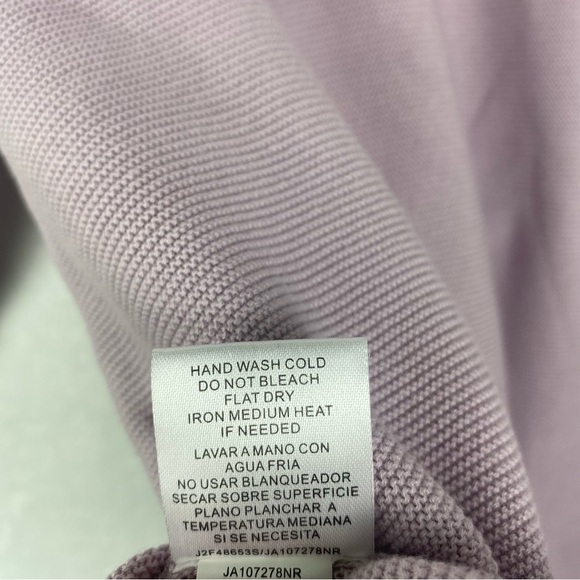 HAND WASH COLD
DO NOT BLEACH
FLAT DRY
IRON MEDIUM HEAT
IF NEEDED
LAVAR A MANO CON
AGUA FRIA
NO USAR BLANQUEADOR
SECAR SOBRE SUPERFICIE
PLANO PLANCHAR A
TEMPERATURA MEDIANA
SI SE NECESITA
J2F48653S/JA107278NR
JA107278NR